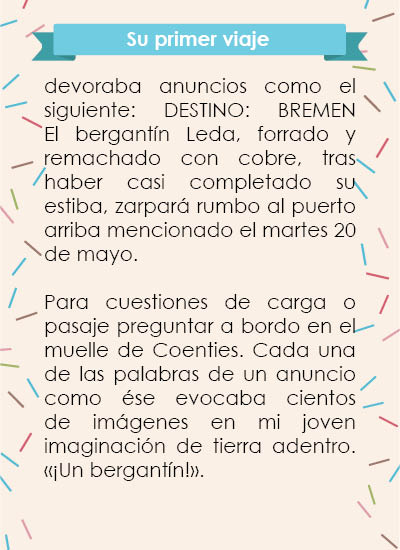 Su primer viaje
devoraba anuncios como el
siguiente: DESTINO: BREMEN
El bergantín Leda, forrado y
remachado con cobre, tras
haber casi completado su
estiba, zarpará rumbo al puerto
arriba mencionado el martes 20
de mayo.
Para cuestiones de carga o
pasaje preguntar a bordo en el
muelle de Coenties. Cada una
de las palabras de un anuncio
como ése evocaba cientos
de imágenes en mi joven
imaginación de tierra adentro.
«¡Un bergantín!».